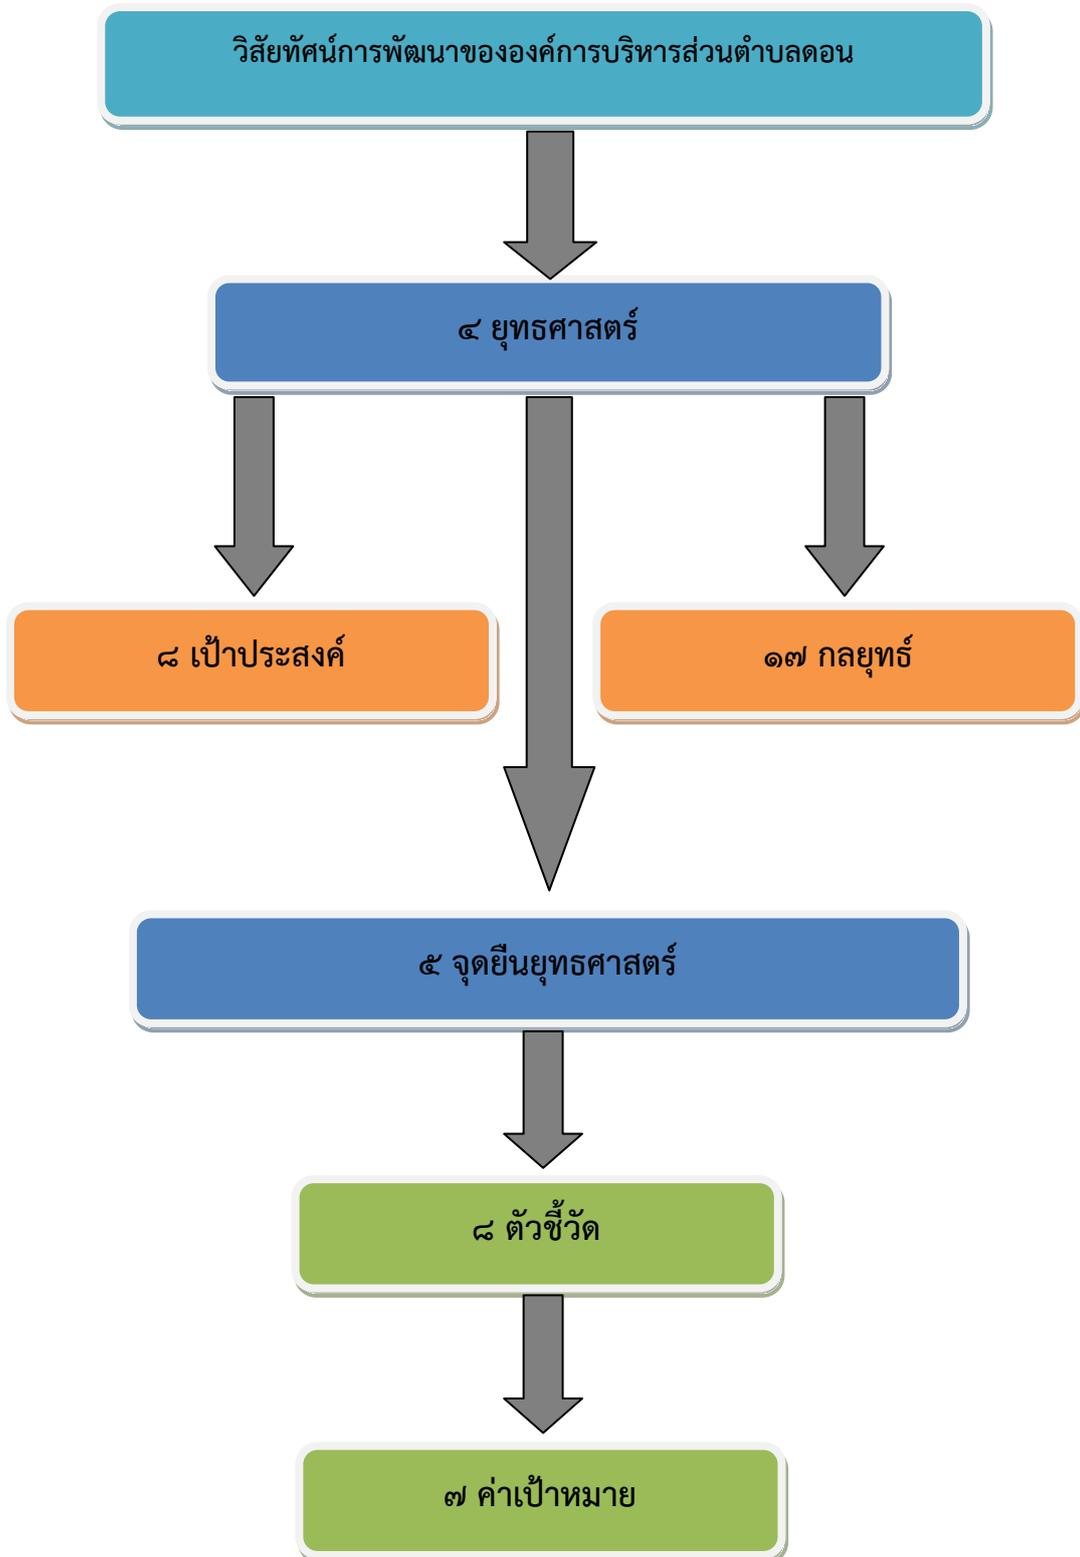 วิสัยทัศน์การพัฒนาขององค์การบริหารส่วนตำบลดอน
๔ ยุทธศาสตร์
๘ เป้าประสงค์
๑๗ กลยุทธ์
๕ จุดยืนยุทธศาสตร์
๘ ตัวชี้วัด
๗ ค่าเป้าหมาย